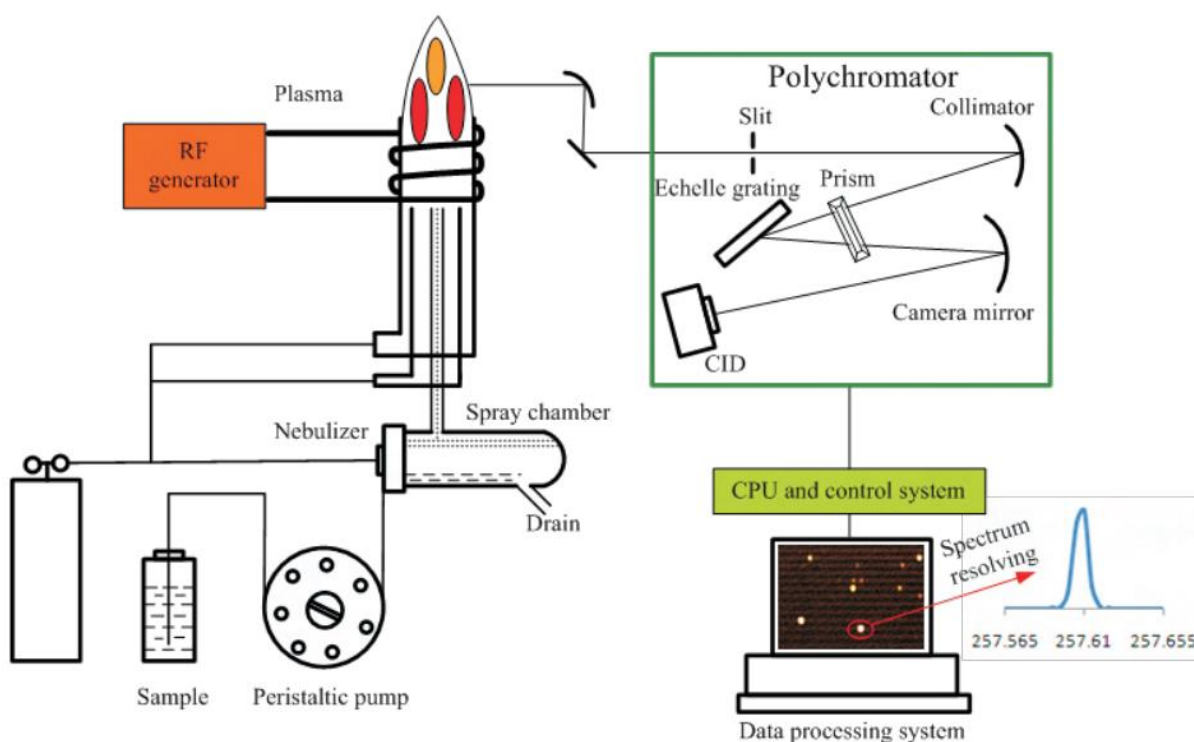 Plasma
RF
generator
Polychromator
Slit
Collimator
Echelle grating
Prism
Camera mirror
CID
Nebulizer
Spray chamber
Drain
Sample
Peristaltic pump
CPU and control system
Spectrum
resolving
257.565 257.61 257.655
Data processing system